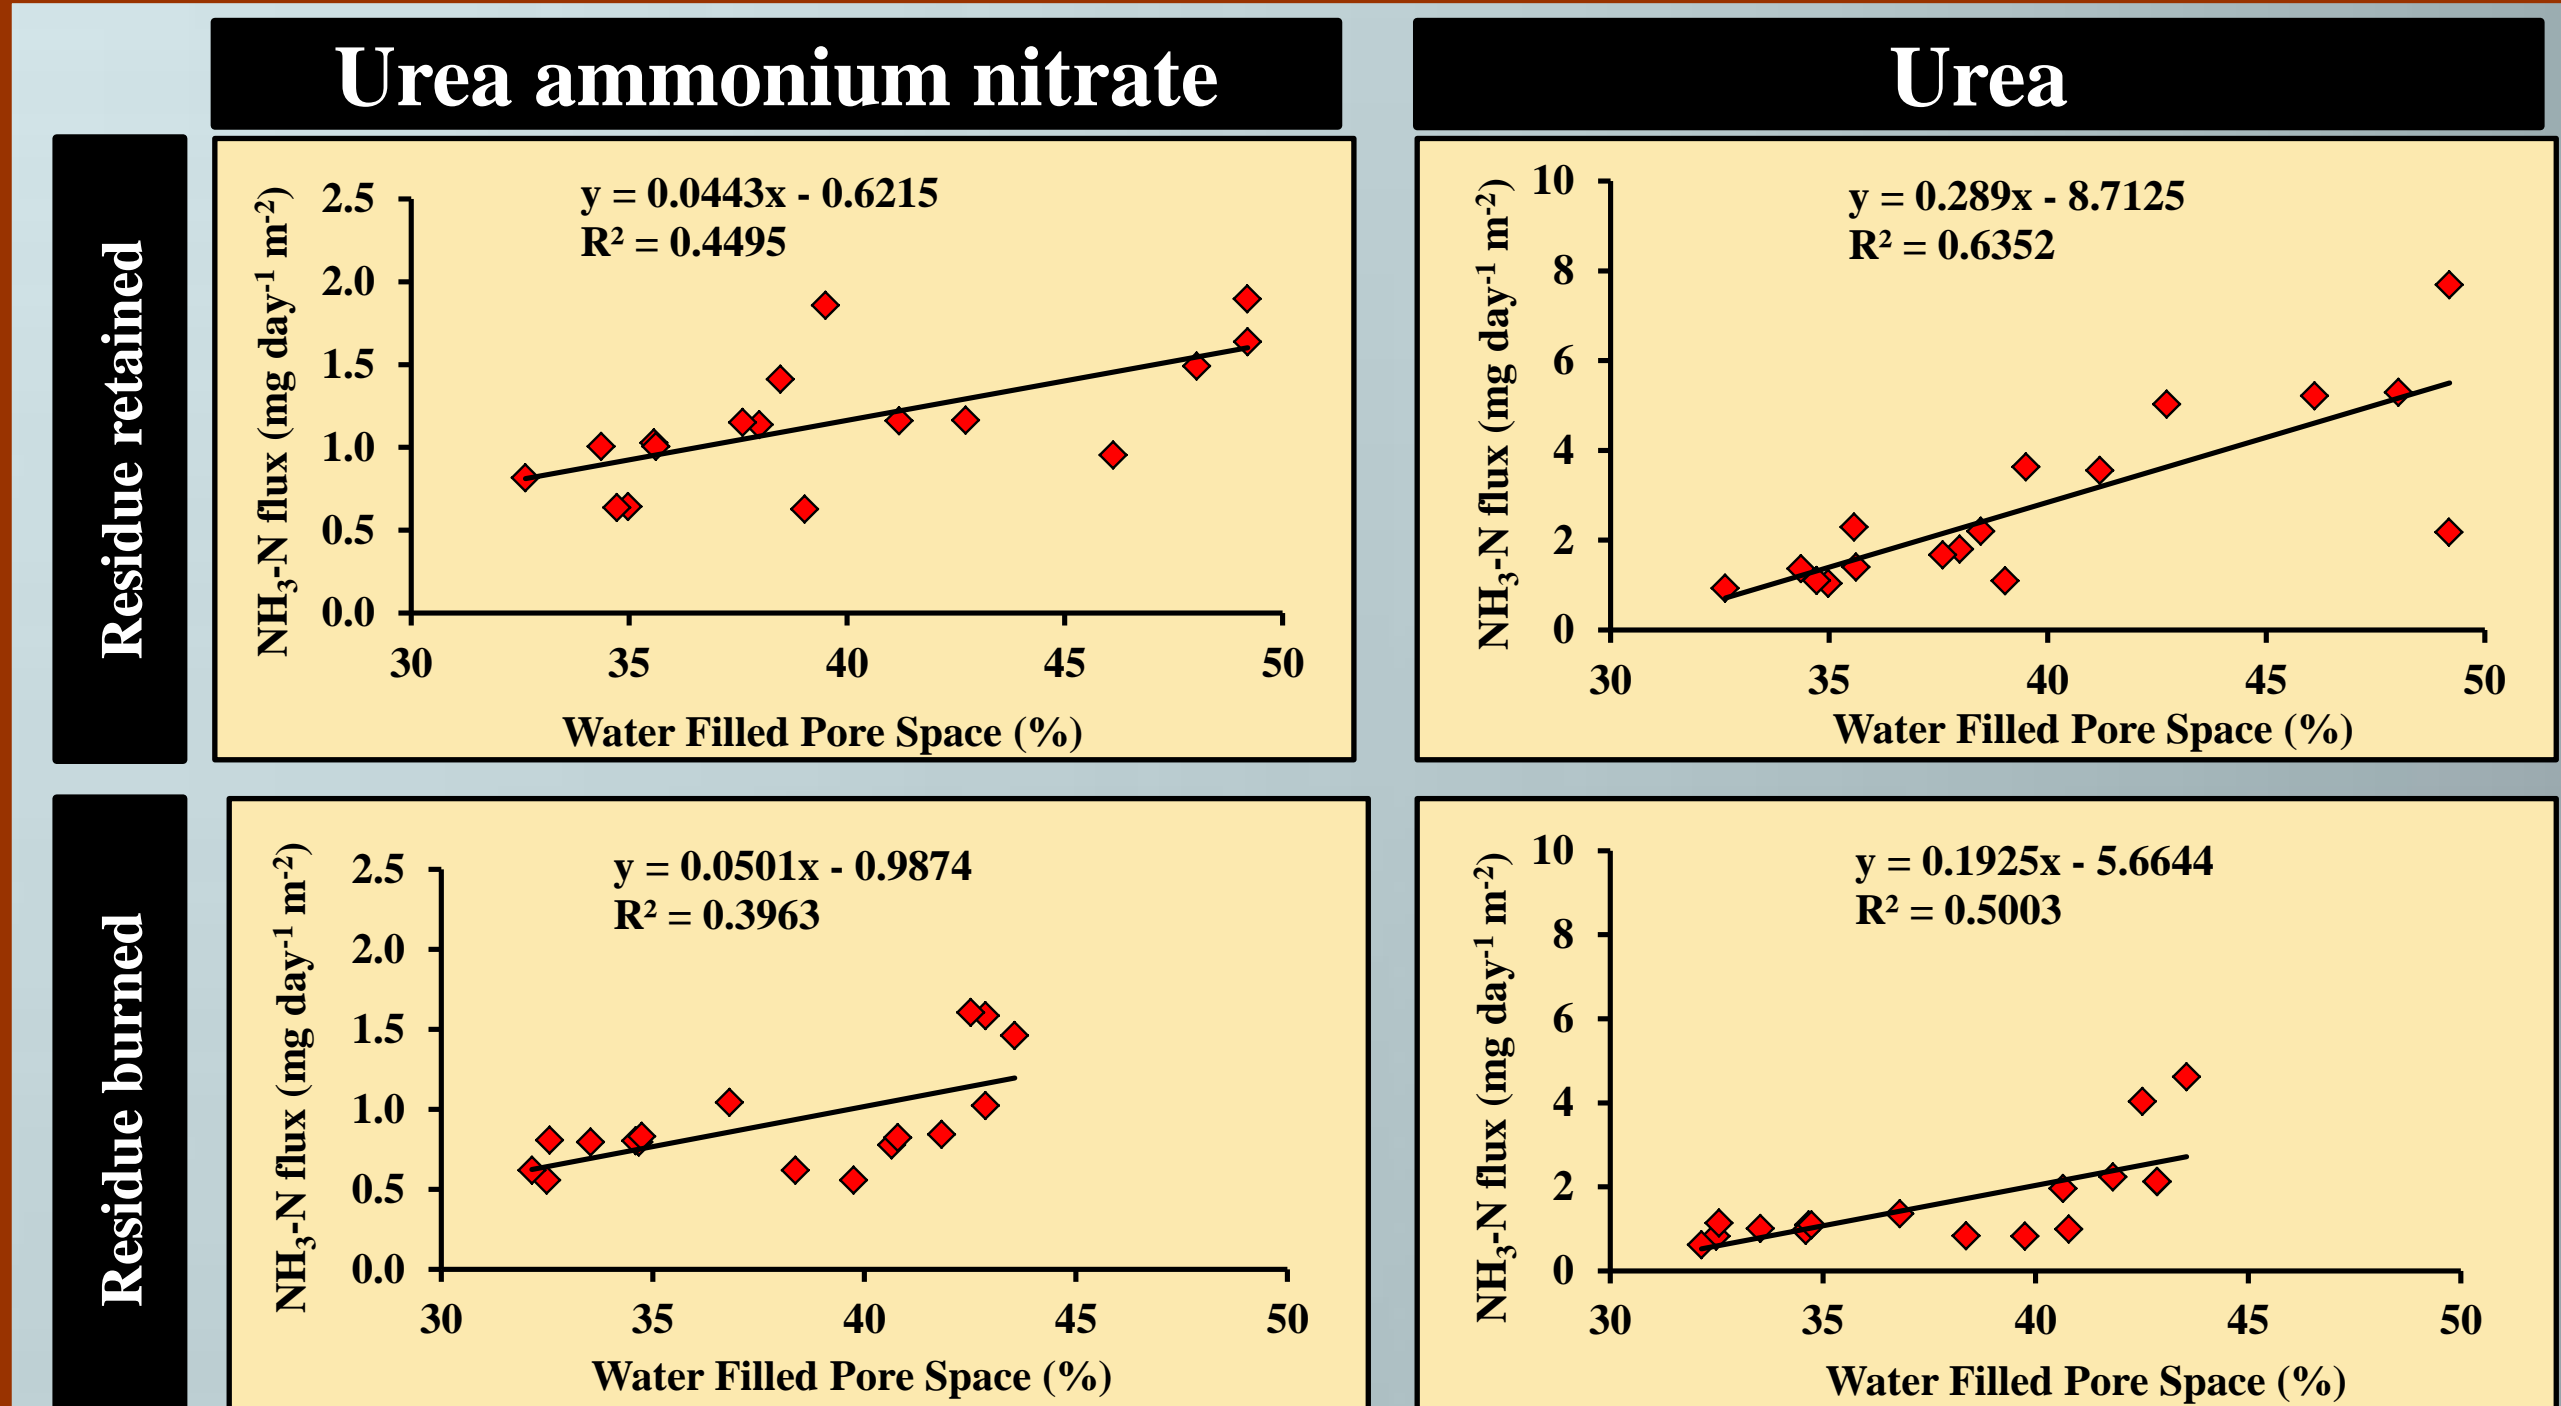 Urea ammonium nitrate
Urea
Residue retained
NH₃-N flux (mg day⁻¹ m⁻²)
y = 0.0443x - 0.6215
R² = 0.4495
2.5
2.0
1.5
1.0
0.5
0.0
30 35 40 45 50
Water Filled Pore Space (%)
NH₃-N flux (mg day⁻¹ m⁻²)
y = 0.289x - 8.7125
R² = 0.6352
10
8
6
4
2
0
30 35 40 45 50
Water Filled Pore Space (%)
Residue burned
NH₃-N flux (mg day⁻¹ m⁻²)
y = 0.0501x - 0.9874
R² = 0.3963
2.5
2.0
1.5
1.0
0.5
0.0
30 35 40 45 50
Water Filled Pore Space (%)
NH₃-N flux (mg day⁻¹ m⁻²)
y = 0.1925x - 5.6644
R² = 0.5003
10
8
6
4
2
0
30 35 40 45 50
Water Filled Pore Space (%)